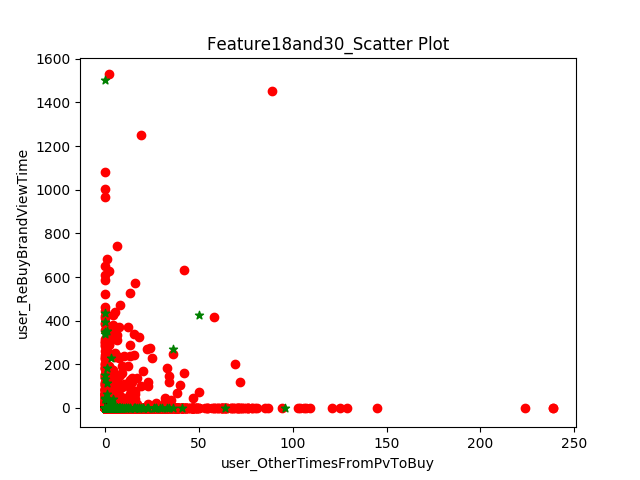 Feature18and30_Scatter Plot
user_ReBuyBrandViewTime
1600
1400
1200
1000
800
600
400
200
0
0 50 100 150 200 250
user_OtherTimesFromPvToBuy